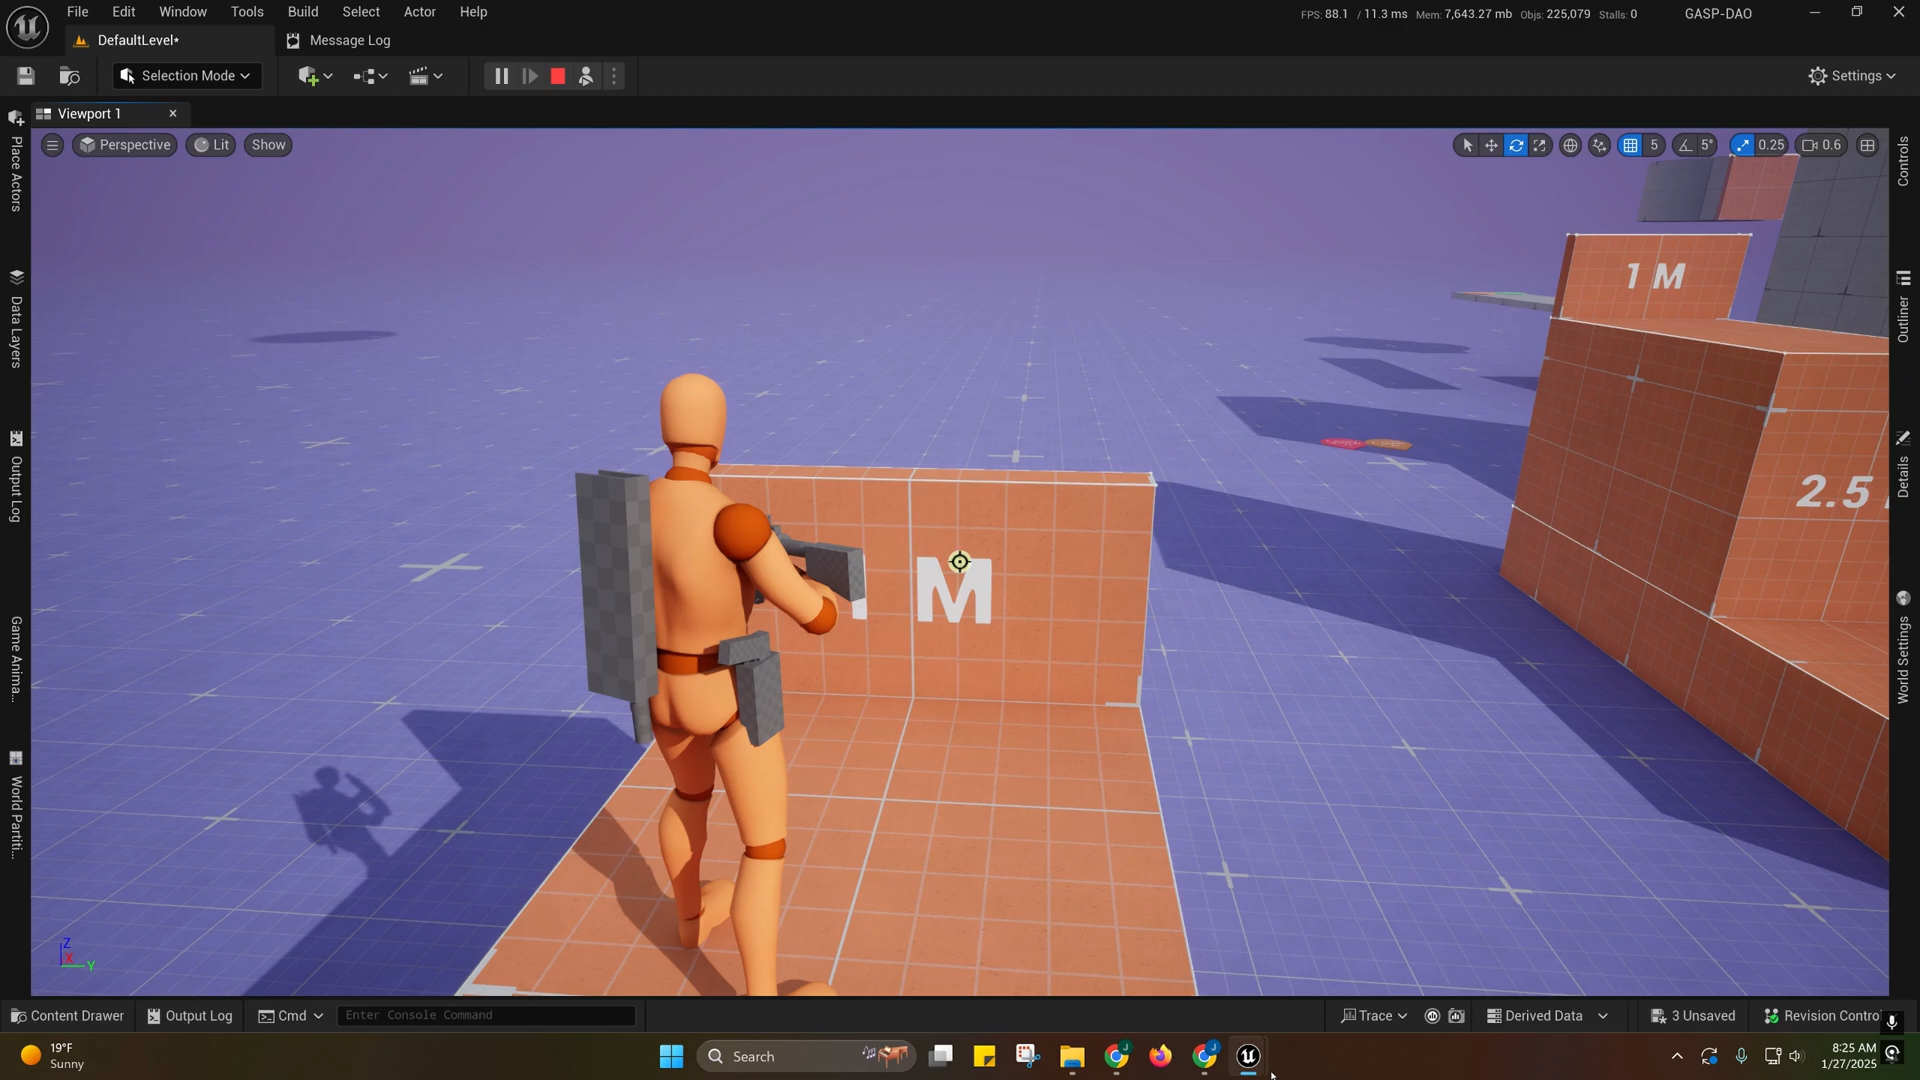 File Edit Window Tools Build Select Actor Help
FPS: 88.1 / 11.3 ms Mem: 7,643.27 mb Objs: 225,079 Stalls: 0
GASP-DAO
DefaultLevel*
Message Log
Selection Mode
Settings
Viewport 1
Perspective
Lit
Show
5
5°
0.25
0.6
Place Actors
Data Layers
Output Log
Game Anima...
World Partiti...
Controls
Outliner
Details
World Settings
1 M
2.5
M
Z
X
Y
Content Drawer
Output Log
Cmd
Enter Console Command
Trace
Derived Data
3 Unsaved
Revision Contro
19°F
Sunny
Search
J
J
8:25 AM
1/27/2025